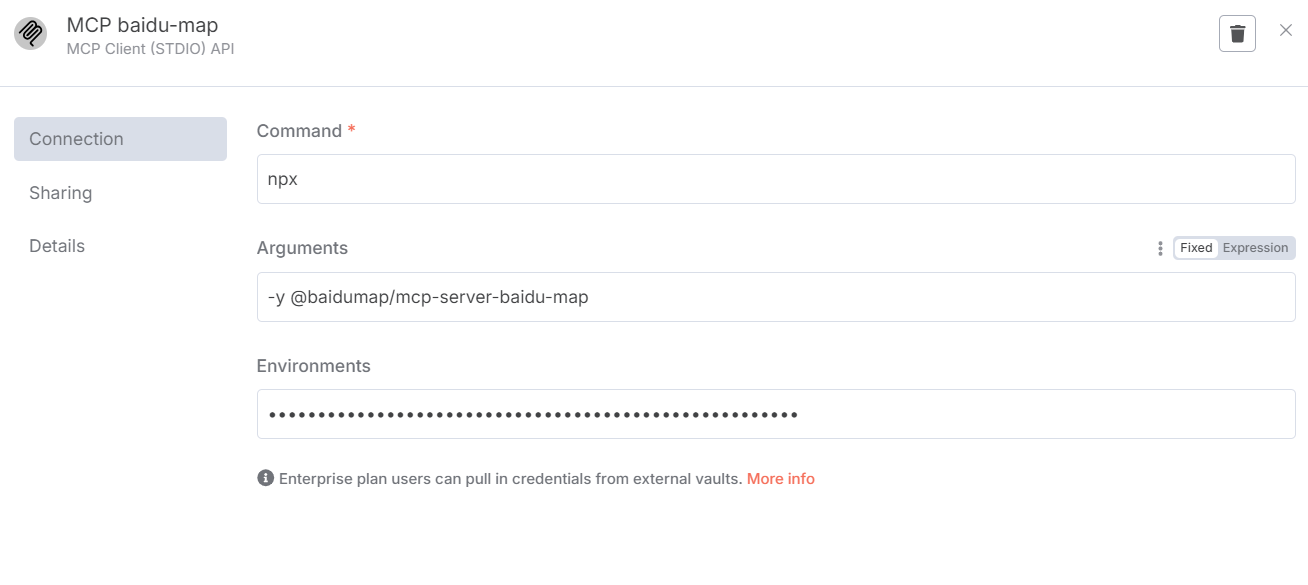 MCP baidu-map
MCP Client (STDIO) API
Connection
Sharing
Details
Command *
npx
Arguments
Fixed Expression
-y @baidumap/mcp-server-baidu-map
Environments
••••••••••••••••••••••••••••••••••••••••••••••••••••••
Enterprise plan users can pull in credentials from external vaults. More info